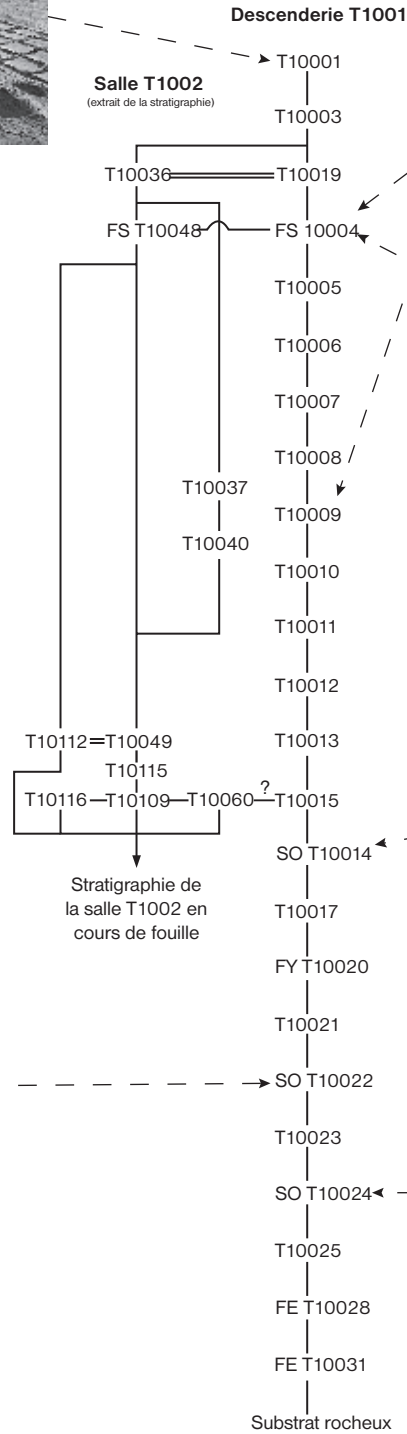 Descenderie T1001
Salle T1002
(extrait de la stratigraphie)
T10001
T10003
T10036
T10019
FS T10048
FS 10004
T10005
T10006
T10007
T10008
T10037
T10009
T10040
T10010
T10011
T10012
T10112
T10049
T10013
T10115
T10116
T10109
T10060
?
T10015
SO T10014
Stratigraphie de
la salle T1002 en
cours de fouille
T10017
FY T10020
T10021
SO T10022
T10023
SO T10024
T10025
FE T10028
FE T10031
Substrat rocheux